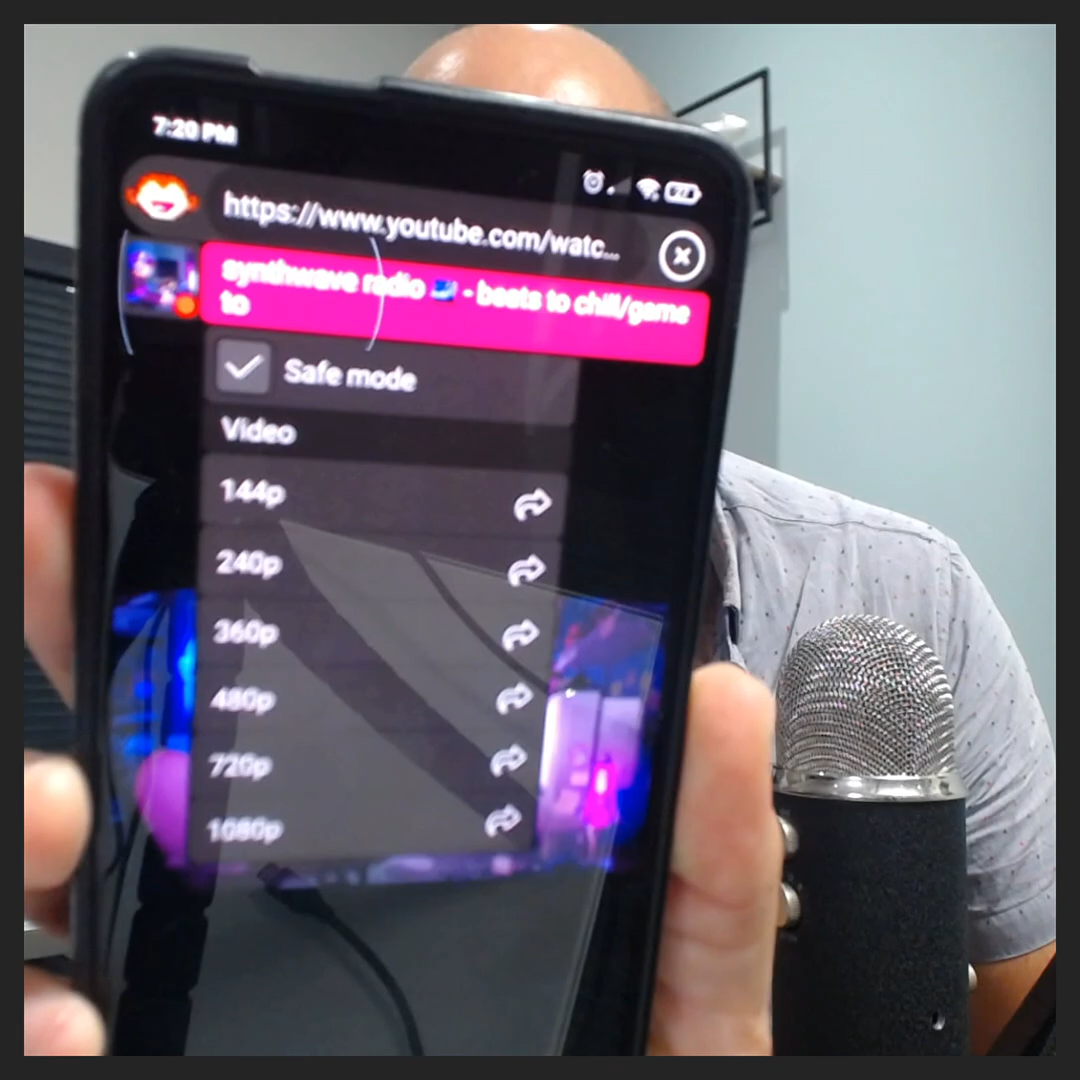 7:20 PM
27
https://www.youtube.com/watc...
synthwave radio 🌌 - beats to chill/game
to
Safe mode
Video
144p
240p
360p
480p
720p
1080p